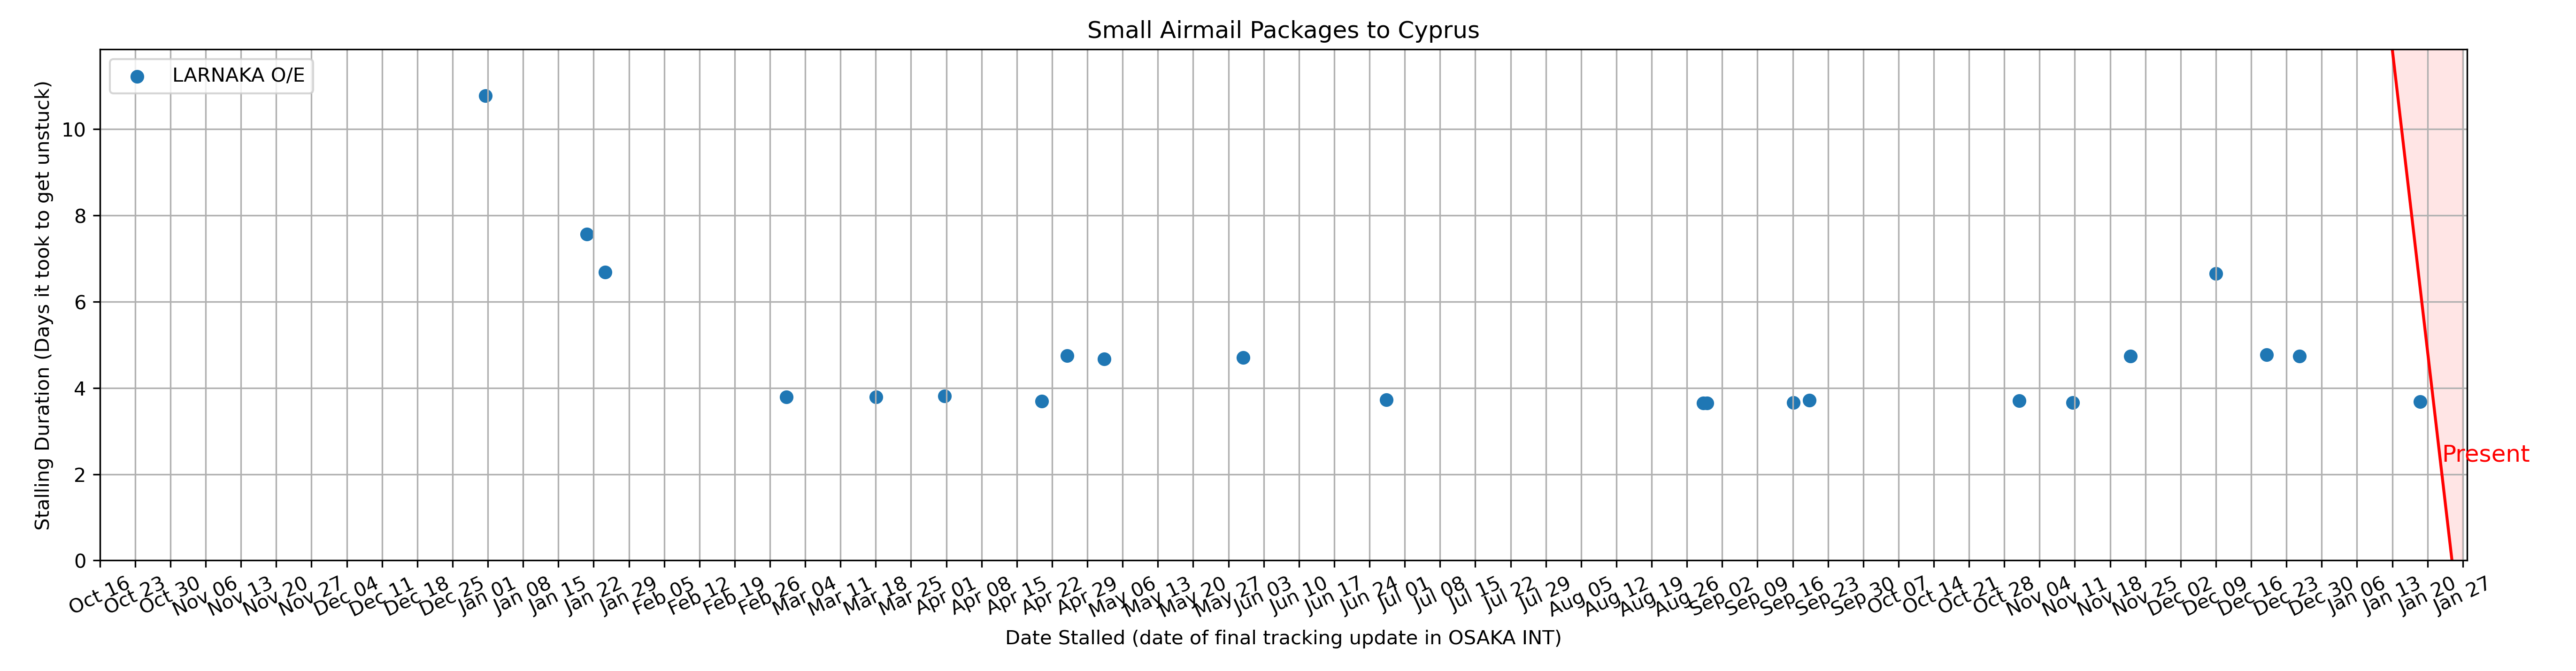 Small Airmail Packages to Cyprus
LARNAKA O/E
Stalling Duration (Days it took to get unstuck)
10
8
6
4
2
0
Present
Oct 16
Oct 23
Oct 30
Nov 06
Nov 13
Nov 20
Nov 27
Dec 04
Dec 11
Dec 18
Dec 25
Jan 01
Jan 08
Jan 15
Jan 22
Jan 29
Feb 05
Feb 12
Feb 19
Feb 26
Mar 04
Mar 11
Mar 18
Mar 25
Apr 01
Apr 08
Apr 15
Apr 22
Apr 29
May 06
May 13
May 20
May 27
Jun 03
Jun 10
Jun 17
Jun 24
Jul 01
Jul 08
Jul 15
Jul 22
Jul 29
Aug 05
Aug 12
Aug 19
Aug 26
Sep 02
Sep 09
Sep 16
Sep 23
Sep 30
Oct 07
Oct 14
Oct 21
Oct 28
Nov 04
Nov 11
Nov 18
Nov 25
Dec 02
Dec 09
Dec 16
Dec 23
Dec 30
Jan 06
Jan 13
Jan 20
Jan 27
Date Stalled (date of final tracking update in OSAKA INT)